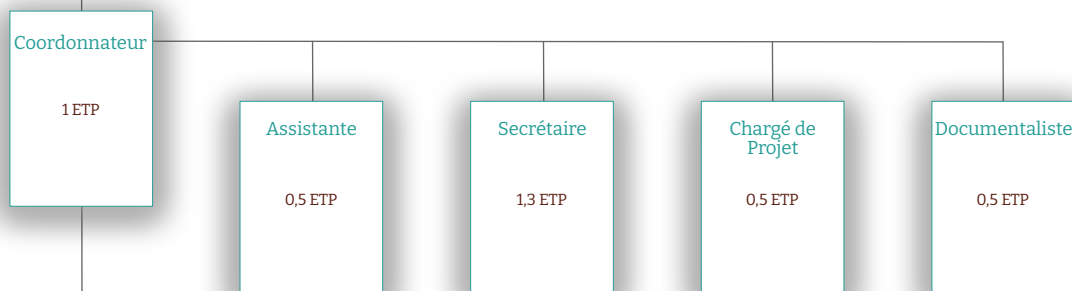 Coordonnateur
1 ETP
Assistante
0,5 ETP
Secrétaire
1,3 ETP
Chargé de
Projet
0,5 ETP
Documentaliste
0,5 ETP